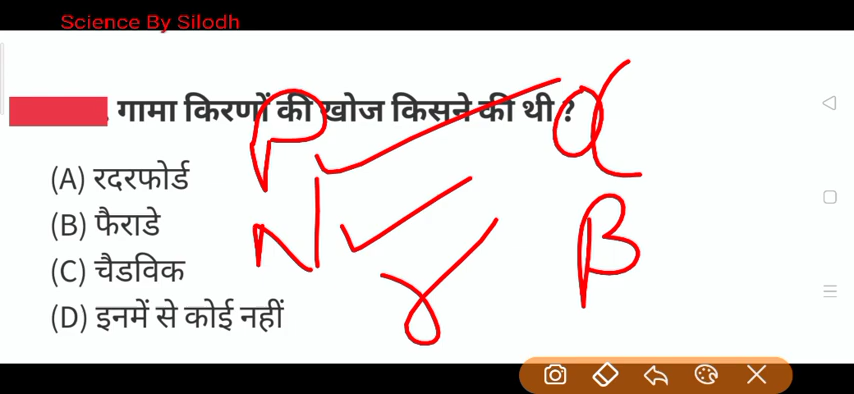 Science By Silodh
. गामा किरणों की खोज किसने की थी ?
P α
(A) रदरफोर्ड
(B) फैराडे
N β
(C) चैडविक
γ
(D) इनमें से कोई नहीं